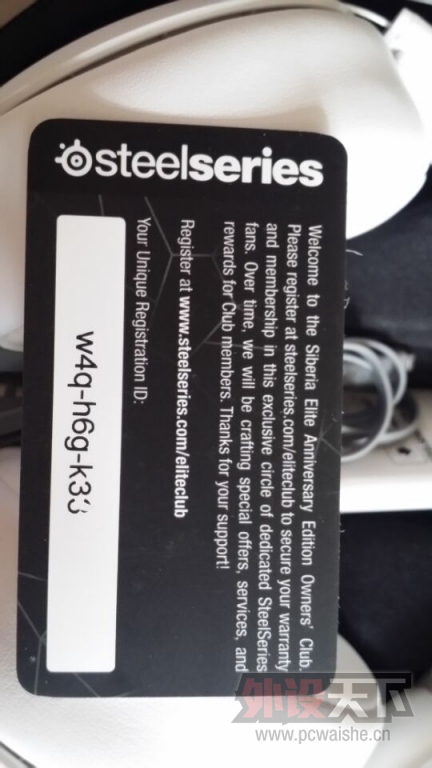 steelseries
Welcome to the Siberia Elite Anniversary Edition Owners' Club.
Please register at steelseries.com/eliteclub to secure your warranty
and membership in this exclusive circle of dedicated SteelSeries
fans. Over time, we will be crafting special offers, services, and
rewards for Club members. Thanks for your support!
Register at www.steelseries.com/eliteclub
Your Unique Registration ID:
外设天下
www.pcwaishe.cn